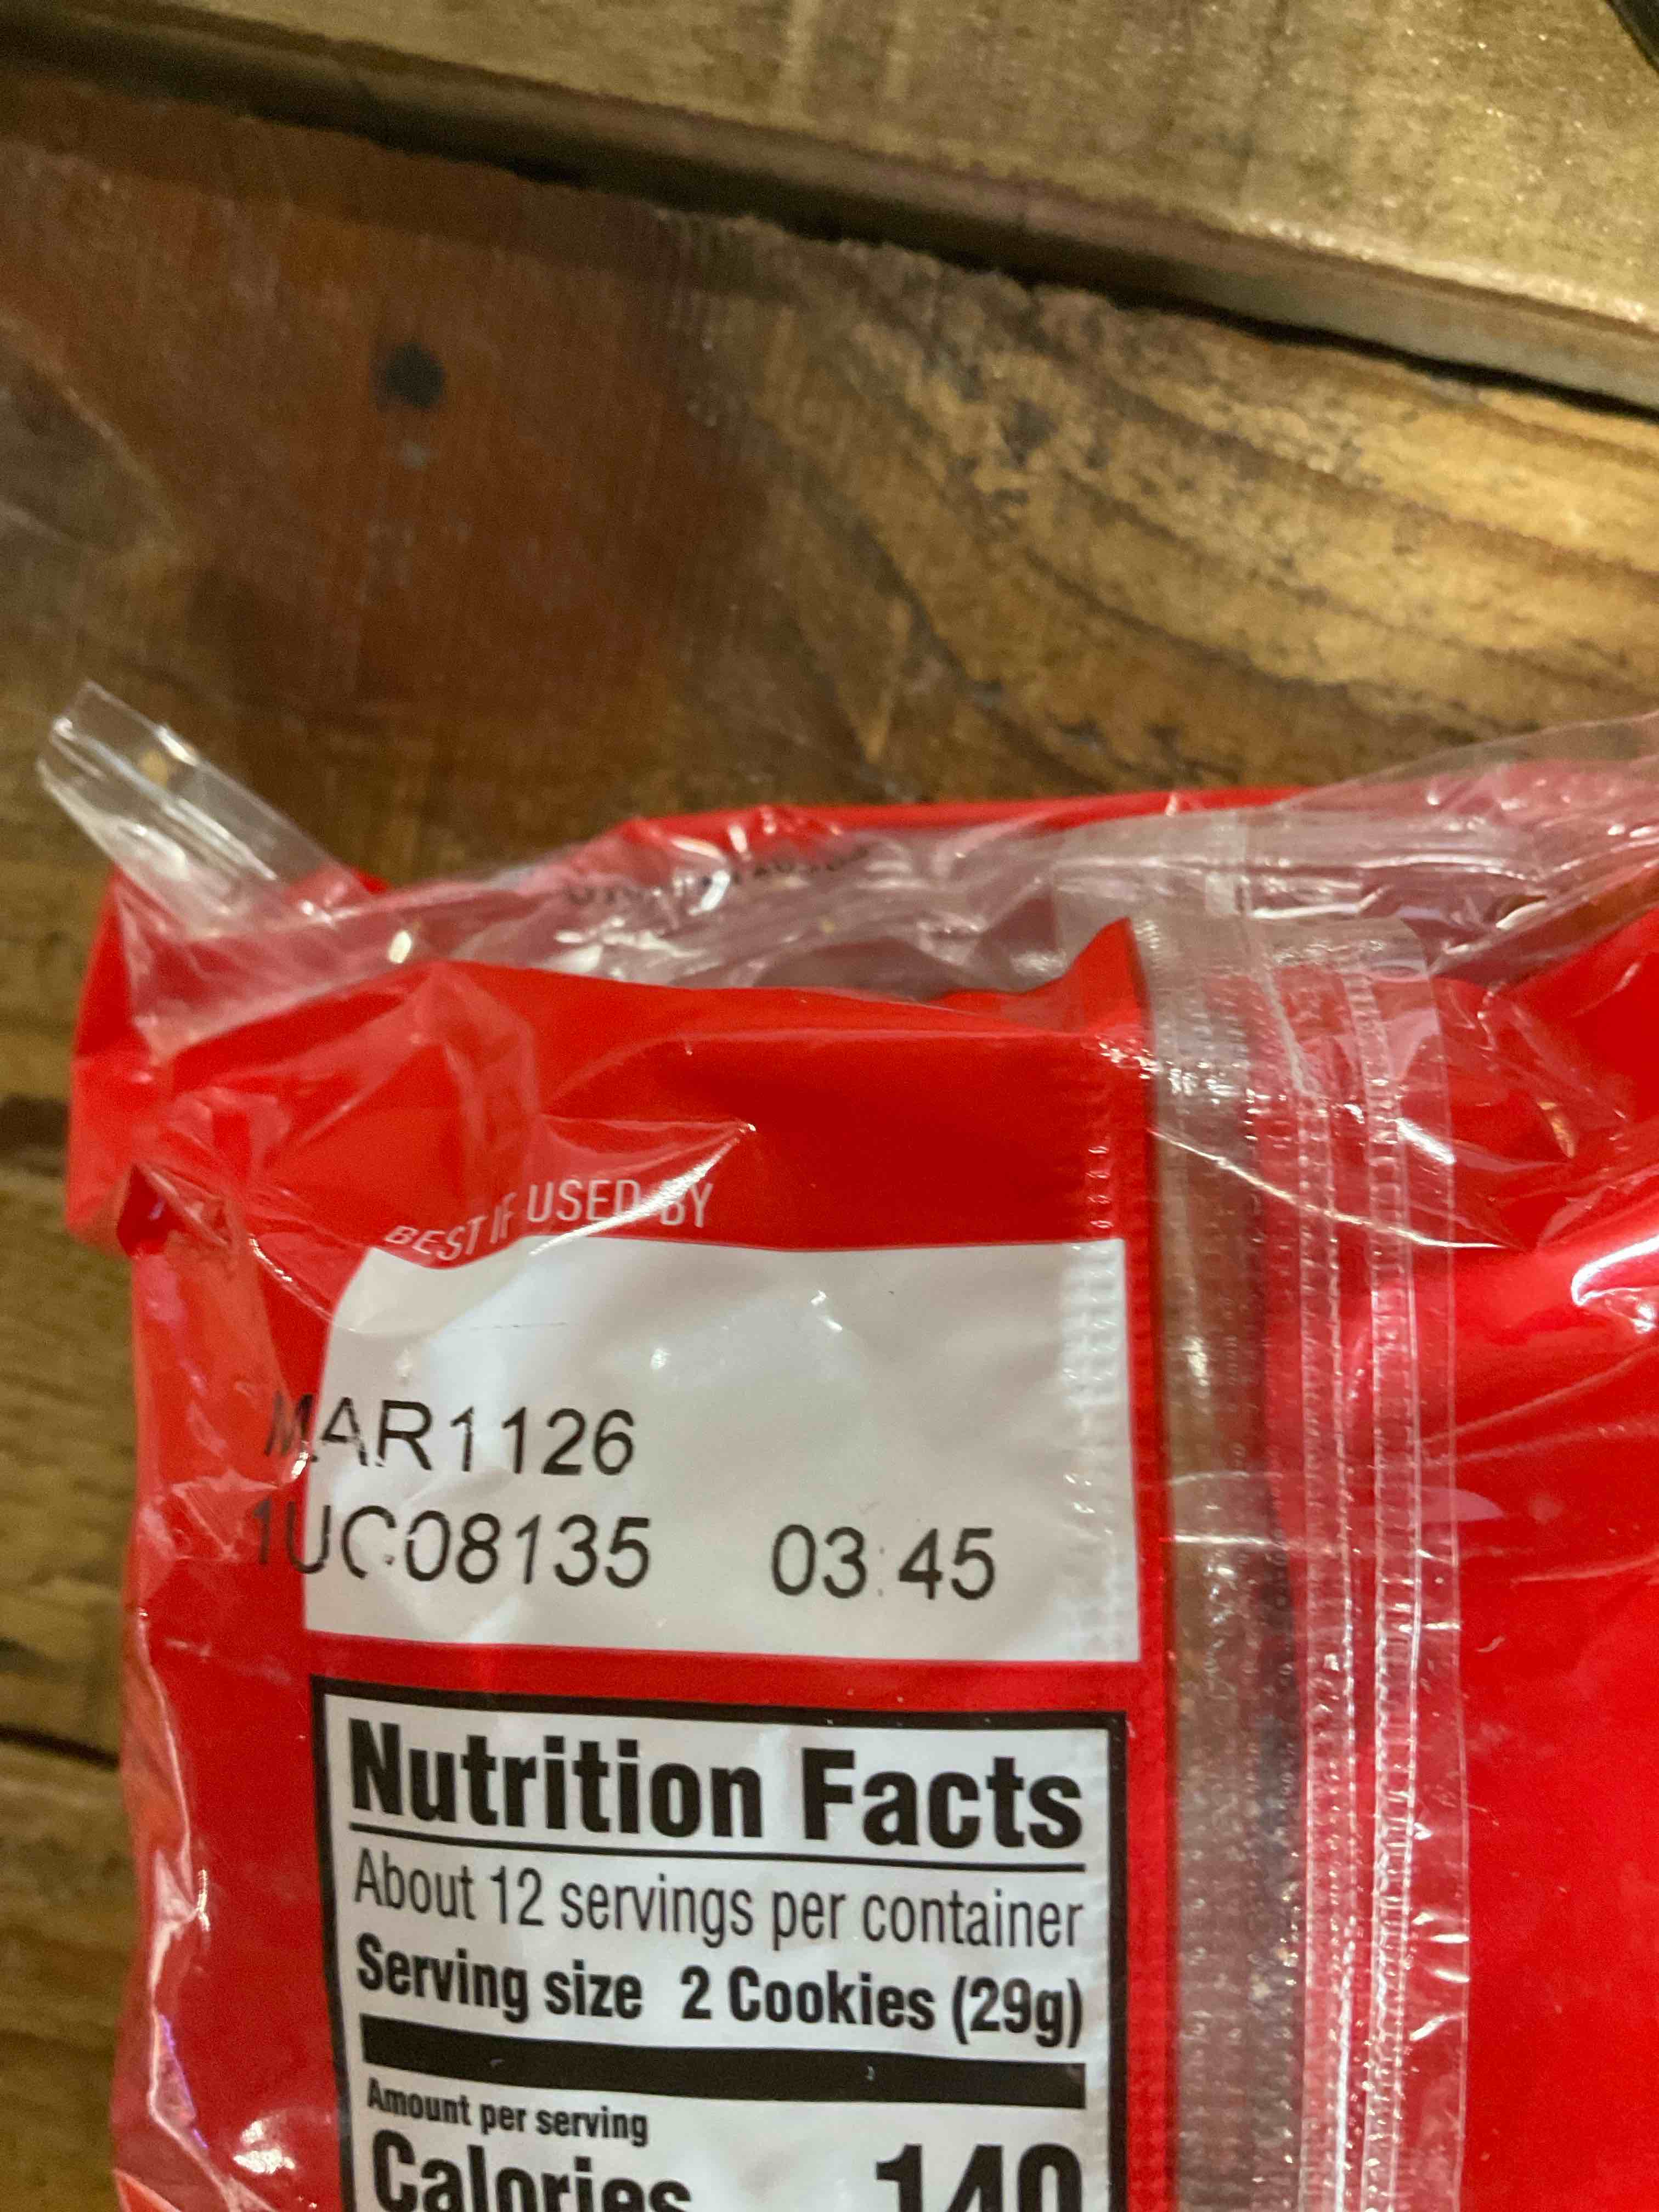 BEST IF USED BY
MAR1126
1UC08135 03:45
Nutrition Facts
About 12 servings per container
Serving size 2 Cookies (29g)
Amount per serving
Calories 140